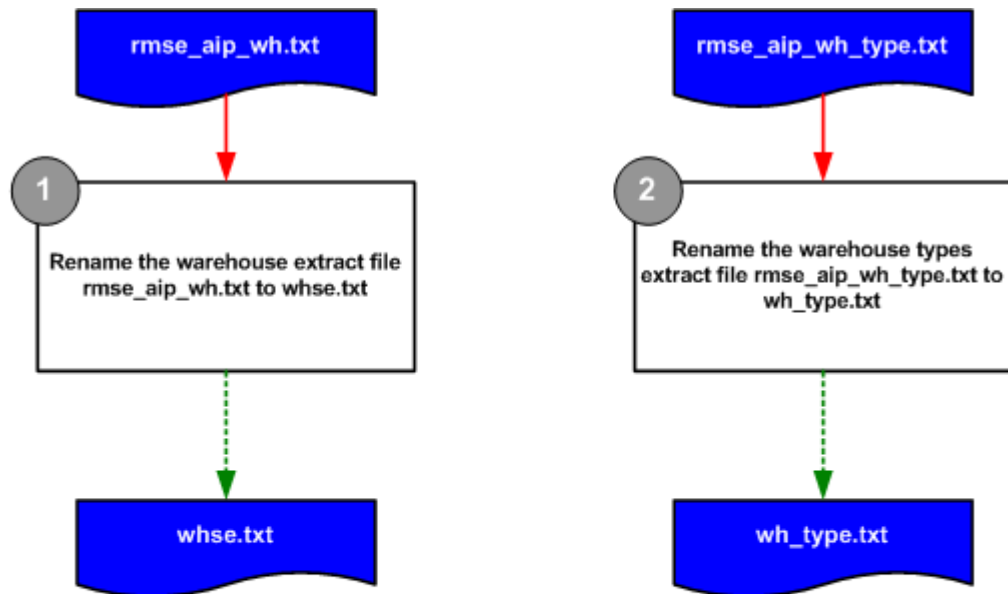 rmse_aip_wh.txt
1
Rename the warehouse extract file
rmse_aip_wh.txt to whse.txt
whse.txt
rmse_aip_wh_type.txt
2
Rename the warehouse types
extract file rmse_aip_wh_type.txt to
wh_type.txt
wh_type.txt